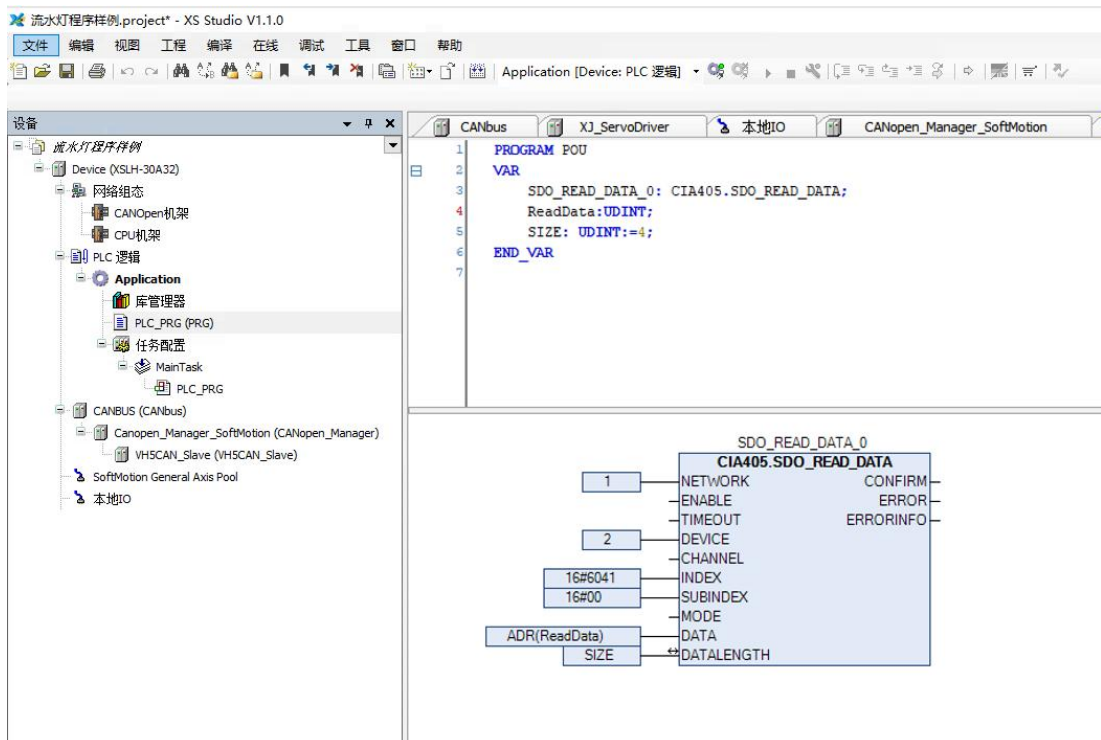 流水灯程序样例.project* - XS Studio V1.1.0
文件 编辑 视图 工程 编译 在线 调试 工具 窗口 帮助
Application [Device: PLC 逻辑]
设备
流水灯程序样例
Device (XSLH-30A32)
网络组态
CANOpen机架
CPU机架
PLC 逻辑
Application
库管理器
PLC_PRG (PRG)
任务配置
MainTask
PLC_PRG
CANBUS (CANbus)
Canopen_Manager_SoftMotion (CANopen_Manager)
VH5CAN_Slave (VH5CAN_Slave)
SoftMotion General Axis Pool
本地IO
CANbus XJ_ServoDriver 本地IO CANopen_Manager_SoftMotion
1 PROGRAM POU
2 VAR
3 SDO_READ_DATA_0: CIA405.SDO_READ_DATA;
4 ReadData:UDINT;
5 SIZE: UDINT:=4;
6 END_VAR
7
SDO_READ_DATA_0
CIA405.SDO_READ_DATA
1 NETWORK CONFIRM
ENABLE ERROR
TIMEOUT ERRORINFO
2 DEVICE
CHANNEL
16#6041 INDEX
16#00 SUBINDEX
MODE
ADR(ReadData) DATA
SIZE DATALENGTH